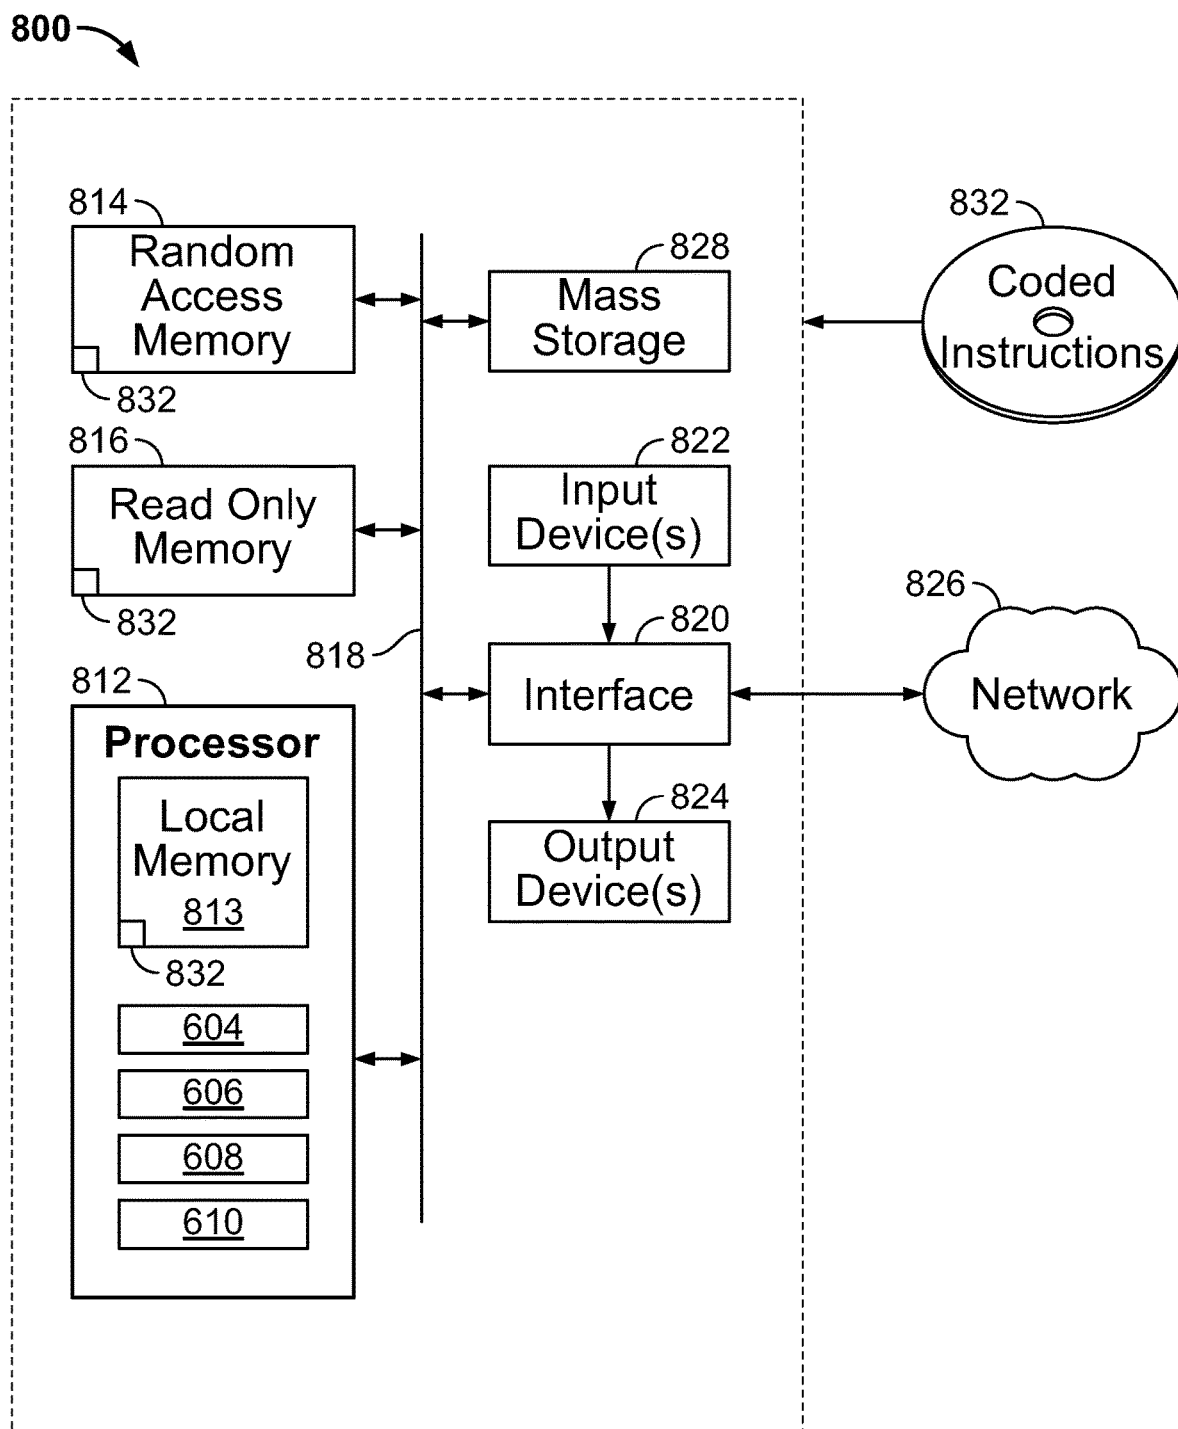 800
814
Random
Access
Memory
832
828
Mass
Storage
832
Coded
Instructions
816
Read Only
Memory
832
822
Input
Device(s)
818
820
Interface
826
Network
812
Processor
Local
Memory
813
832
604
606
608
610
824
Output
Device(s)